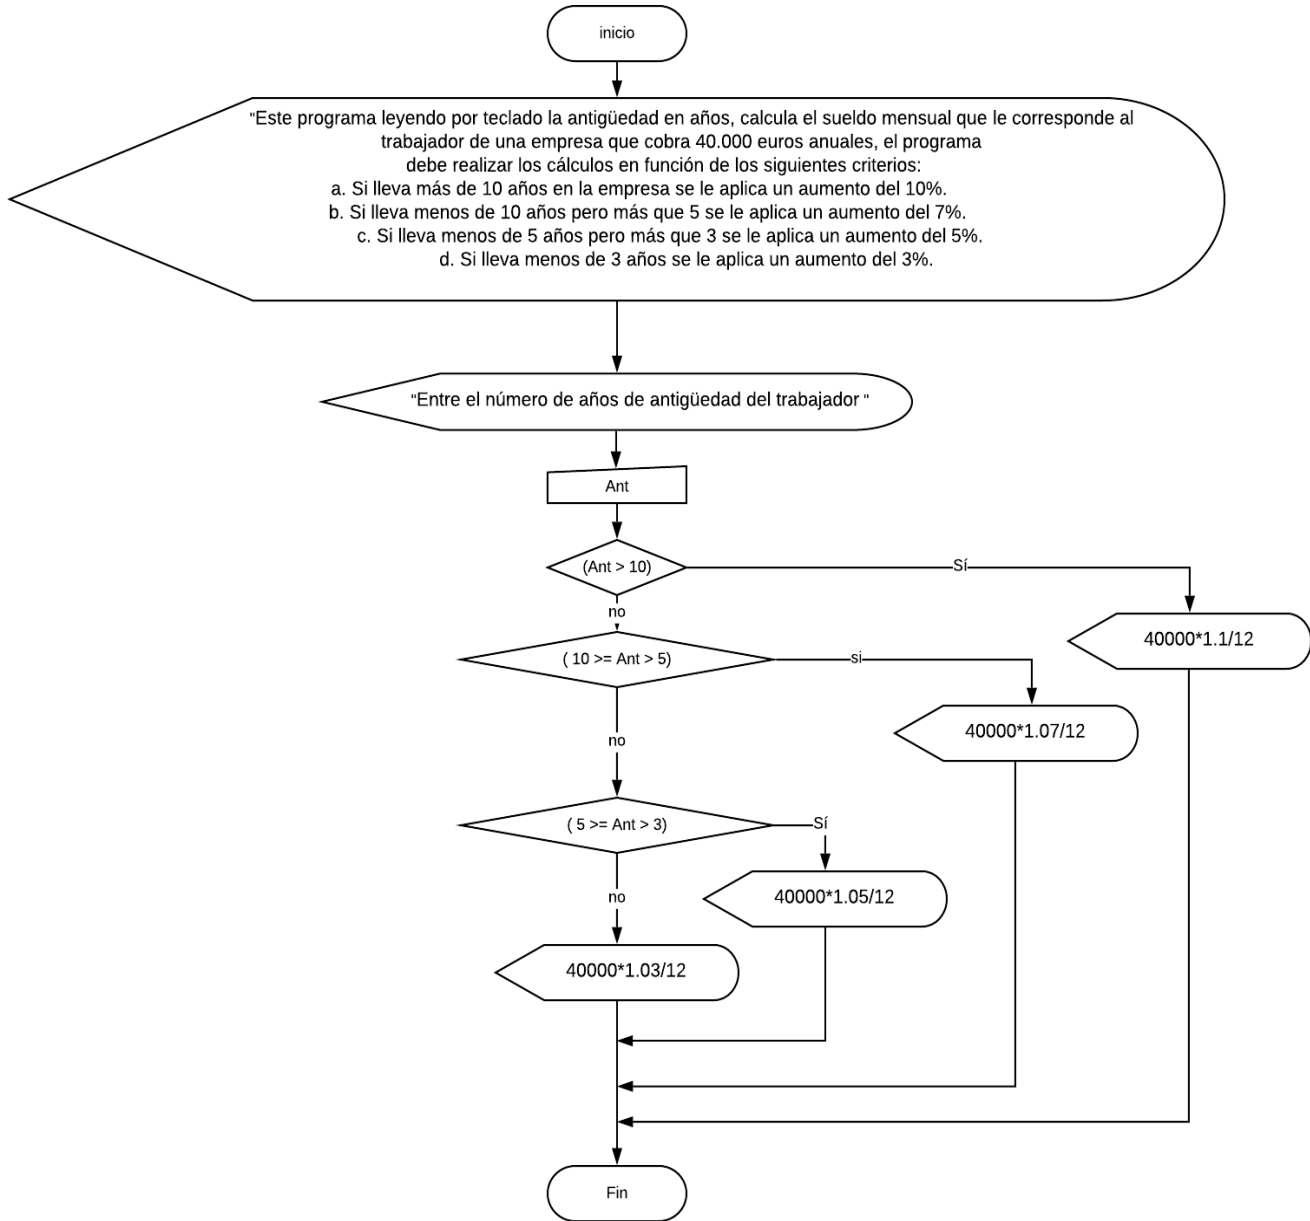 inicio
"Este programa leyendo por teclado la antigüedad en años, calcula el sueldo mensual que le corresponde al
trabajador de una empresa que cobra 40.000 euros anuales, el programa
debe realizar los cálculos en función de los siguientes criterios:
a. Si lleva más de 10 años en la empresa se le aplica un aumento del 10%.
b. Si lleva menos de 10 años pero más que 5 se le aplica un aumento del 7%.
c. Si lleva menos de 5 años pero más que 3 se le aplica un aumento del 5%.
d. Si lleva menos de 3 años se le aplica un aumento del 3%.
"Entre el número de años de antigüedad del trabajador "
Ant
(Ant > 10)
Sí
no
40000*1.1/12
( 10 >= Ant > 5)
si
40000*1.07/12
no
( 5 >= Ant > 3)
Sí
40000*1.05/12
no
40000*1.03/12
Fin